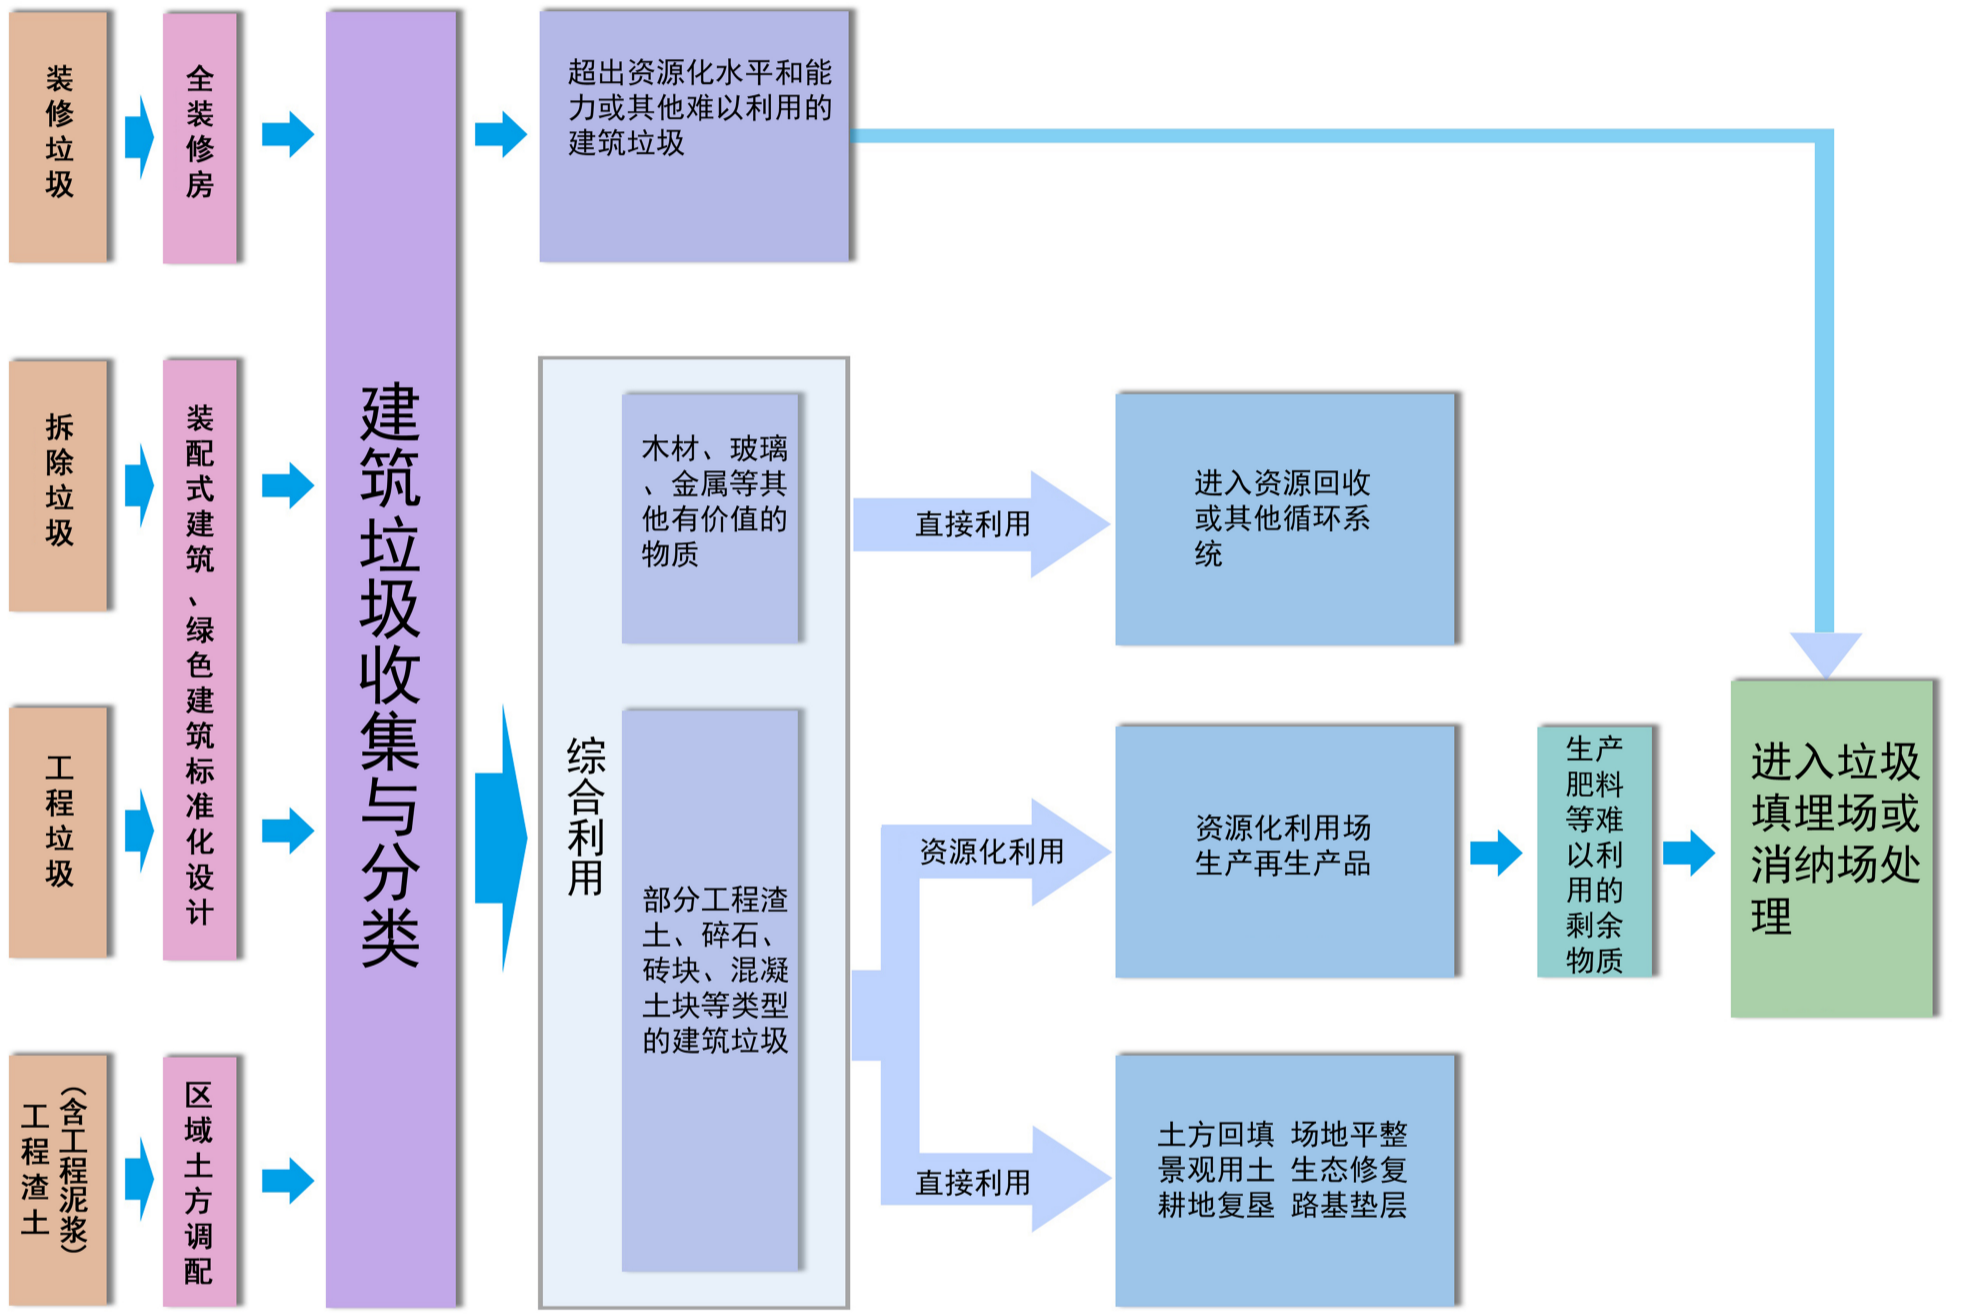 装修垃圾
全装修房
拆除垃圾
装配式建筑、绿色建筑标准化设计
工程垃圾
工程渣土
（含工程泥浆）
区域土方调配
建筑垃圾收集与分类
超出资源化水平和能
力或其他难以利用的
建筑垃圾
综合利用
木材、玻璃
、金属等其
他有价值的
物质
部分工程渣
土、碎石、
砖块、混凝
土块等类型
的建筑垃圾
直接利用
进入资源回收
或其他循环系
统
资源化利用
资源化利用场
生产再生产品
直接利用
土方回填 场地平整
景观用土 生态修复
耕地复垦 路基垫层
生产
肥料
等难
以利
用的
剩余
物质
进入垃圾
填埋场或
消纳场处
理